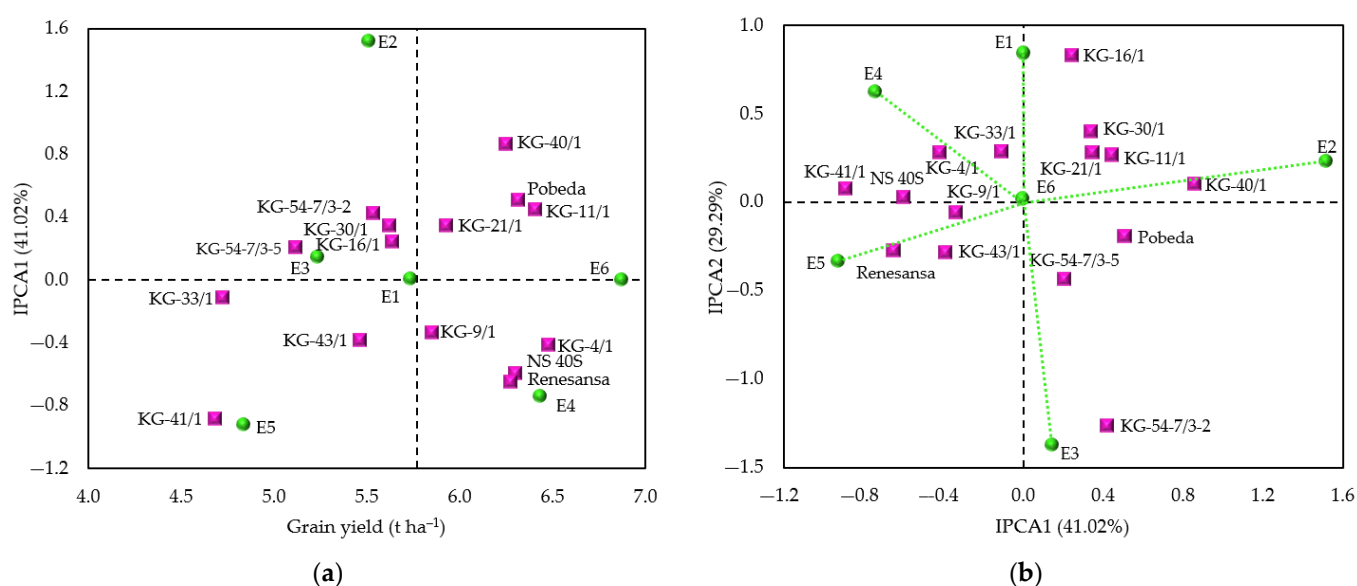 1.6
1.2
0.8
0.4
0.0
−0.4
−0.8
−1.2
IPCA1 (41.02%)
4.0 4.5 5.0 5.5 6.0 6.5 7.0
Grain yield (t ha⁻¹)
E2
KG-40/1
Pobeda
KG-11/1
KG-54-7/3-2
KG-30/1
KG-21/1
KG-16/1
KG-54-7/3-5
E3
E6
E1
KG-33/1
KG-43/1
KG-9/1
KG-4/1
NS 40S
Renesansa
E4
KG-41/1
E5
(a)
1.0
0.5
0.0
−0.5
−1.0
−1.5
IPCA2 (29.29%)
−1.2 −0.8 −0.4 0.0 0.4 0.8 1.2 1.6
IPCA1 (41.02%)
E1
KG-16/1
E4
KG-33/1
KG-30/1
E2
KG-41/1
KG-4/1
KG-21/1
KG-11/1
NS 40S
KG-9/1
E6
KG-40/1
Pobeda
E5
Renesansa
KG-43/1
KG-54-7/3-5
E3
KG-54-7/3-2
(b)